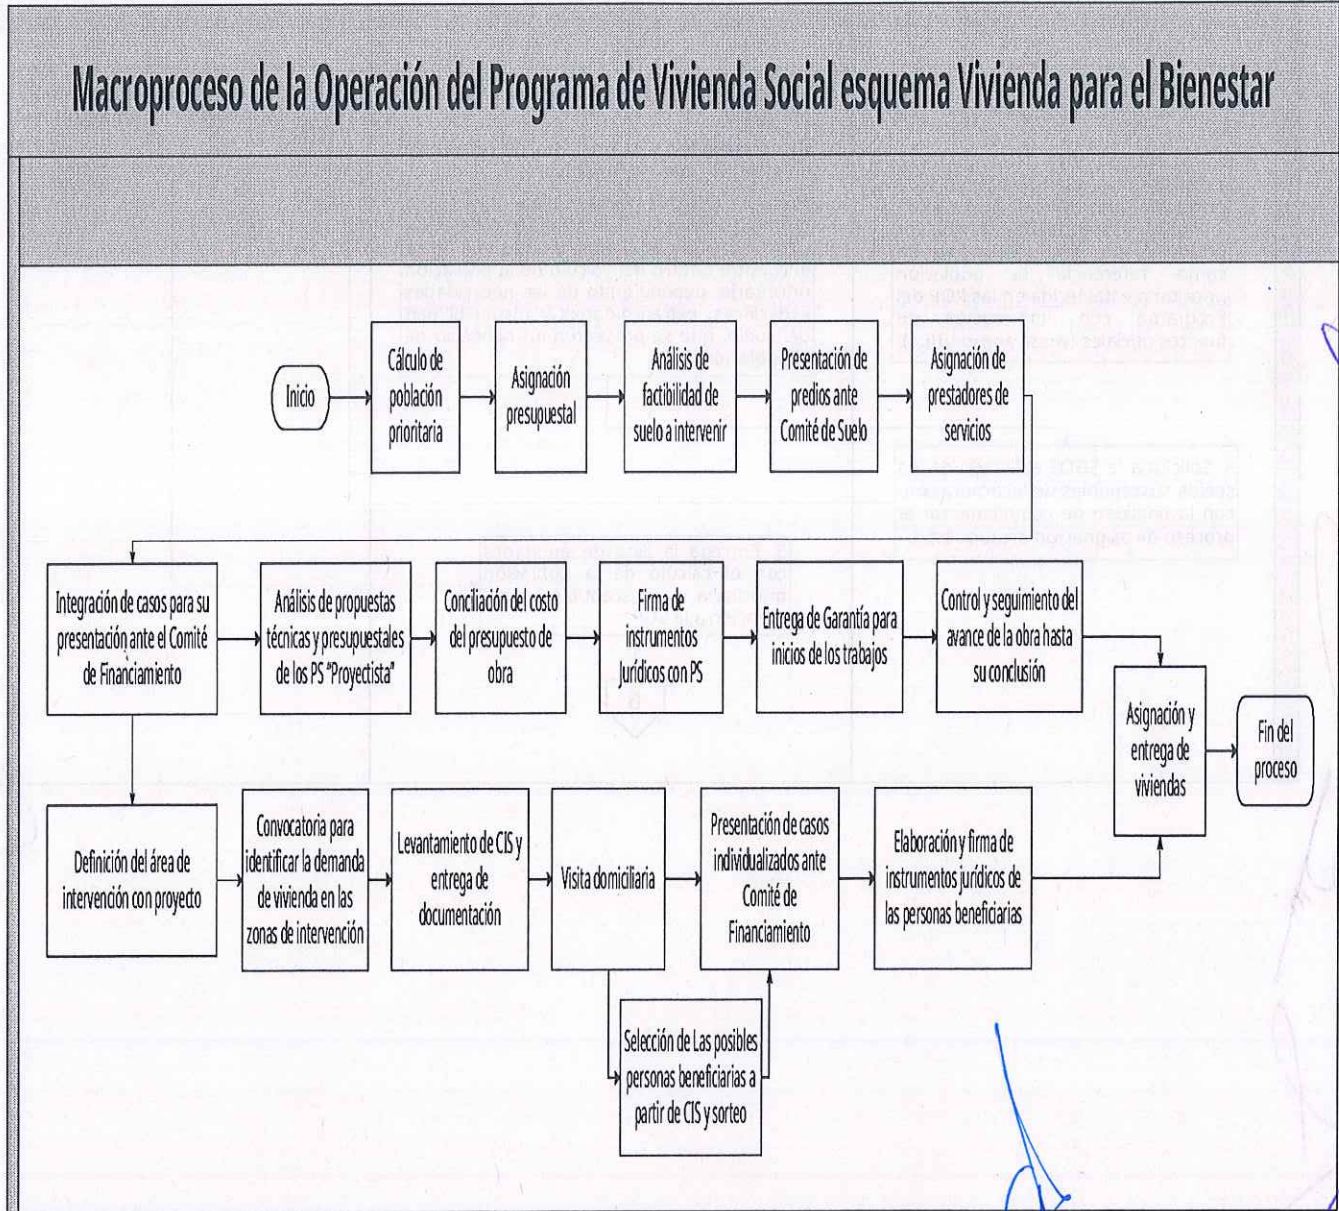 Macroproceso de la Operación del Programa de Vivienda Social esquema Vivienda para el Bienestar
Inicio
Cálculo de
población
prioritaria
Asignación
presupuestal
Análisis de
factibilidad de
suelo a intervenir
Presentación de
predios ante
Comité de Suelo
Asignación de
prestadores de
servicios
Integración de casos para su
presentación ante el Comité
de Financiamiento
Análisis de propuestas
técnicas y presupuestales
de los PS "Proyectista"
Conciliación del costo
del presupuesto de
obra
Firma de
instrumentos
Jurídicos con PS
Entrega de Garantía para
inicios de los trabajos
Control y seguimiento del
avance de la obra hasta
su conclusión
Asignación y
entrega de
viviendas
Fin del
proceso
Definición del área de
intervención con proyecto
Convocatoria para
identificar la demanda
de vivienda en las
zonas de intervención
Levantamiento de CIS y
entrega de
documentación
Visita domiciliaria
Presentación de casos
individualizados ante
Comité de
Financiamiento
Elaboración y firma de
instrumentos jurídicos de
las personas beneficiarias
Selección de Las posibles
personas beneficiarias a
partir de CIS y sorteo